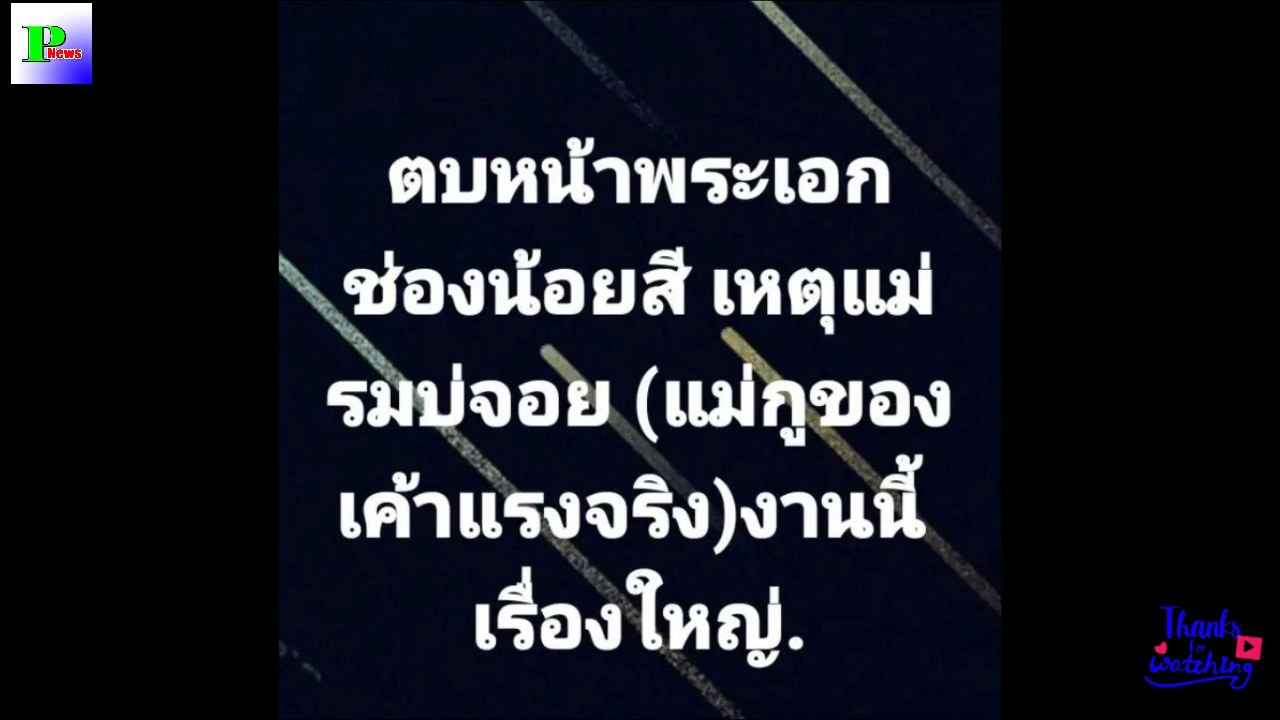 P
News
ตบหน้าพระเอก
ช่องน้อยสี เหตุแม่
รมบ่จอย (แม่กูของ
เค้าแรงจริง)งานนี้
เรื่องใหญ่.
Thanks
for
watching